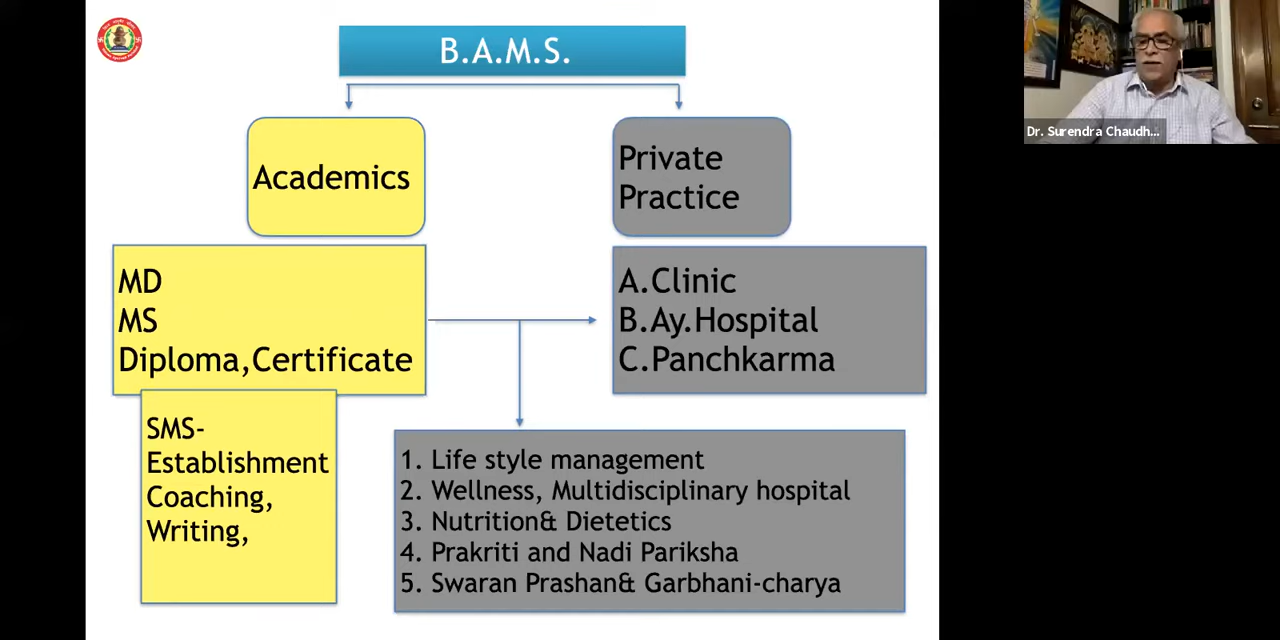 B.A.M.S.
Academics
Private
Practice
MD
MS
Diploma,Certificate
A.Clinic
B.Ay.Hospital
C.Panchkarma
SMS-
Establishment
Coaching,
Writing,
1. Life style management
2. Wellness, Multidisciplinary hospital
3. Nutrition& Dietetics
4. Prakriti and Nadi Pariksha
5. Swaran Prashan& Garbhani-charya
Dr. Surendra Chaudh...